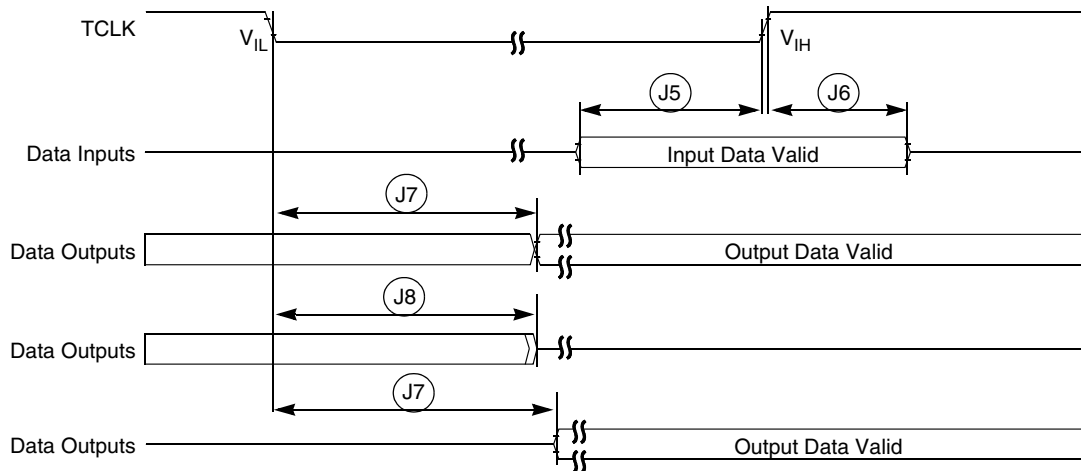 TCLK
V_IL
V_IH
J5
J6
Data Inputs
Input Data Valid
J7
Data Outputs
Output Data Valid
J8
Data Outputs
J7
Data Outputs
Output Data Valid